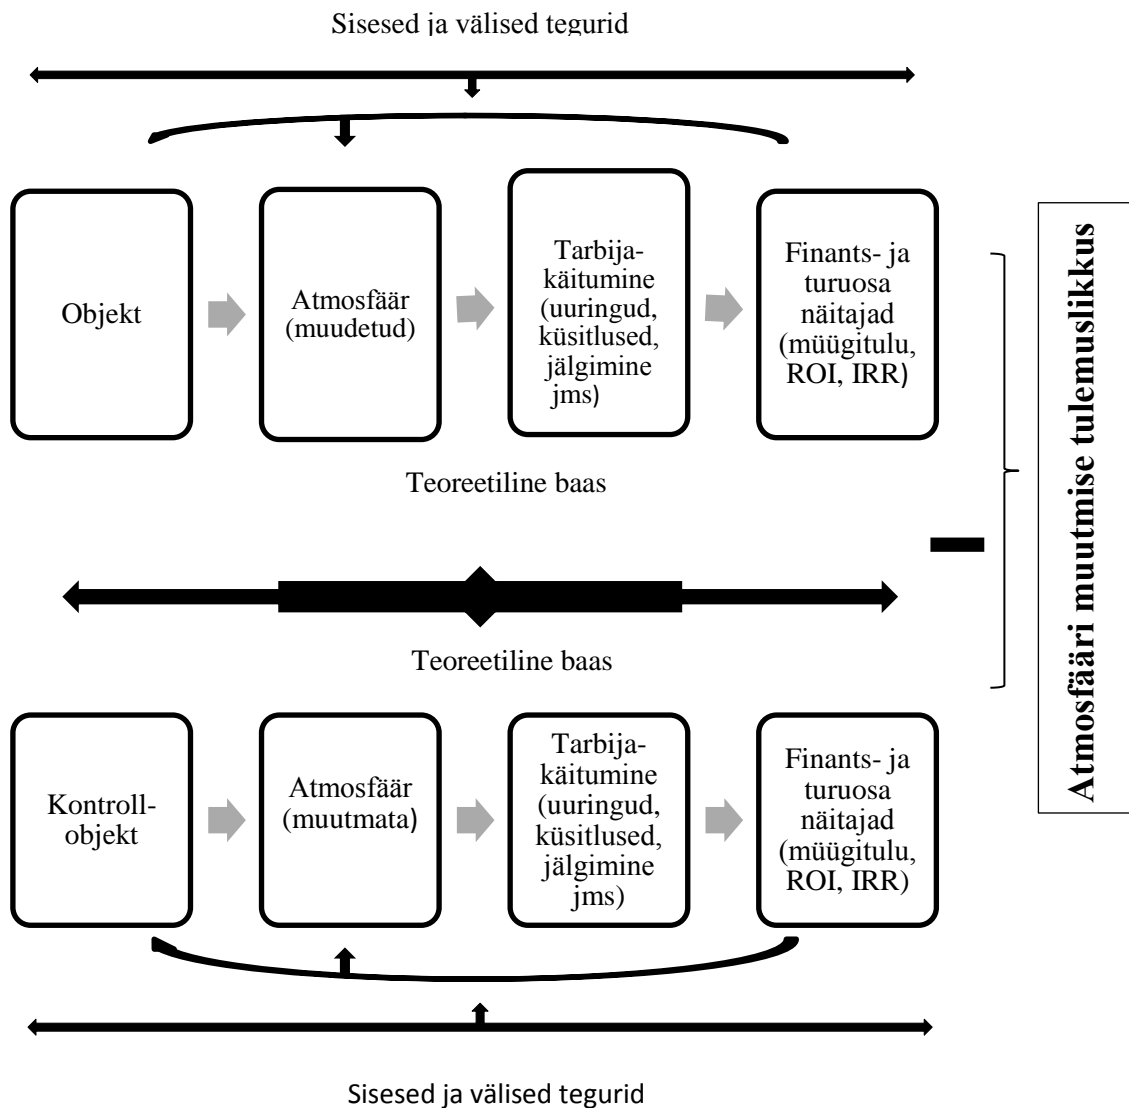 Sisesed ja välised tegurid
Objekt
Atmosfäär
(muudetud)
Tarbija-
käitumine
(uuringud,
küsitlused,
jälgimine
jms)
Finants- ja
turuosa
näitajad
(müügitulu,
ROI, IRR)
Teoreetiline baas
Atmosfääri muutmise tulemuslikkus
Teoreetiline baas
Kontroll-
objekt
Atmosfäär
(muutmata)
Tarbija-
käitumine
(uuringud,
küsitlused,
jälgimine
jms)
Finants- ja
turuosa
näitajad
(müügitulu,
ROI, IRR)
Sisesed ja välised tegurid